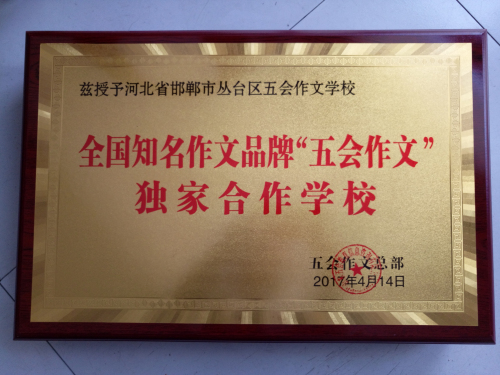 兹授予河北省邯郸市丛台区五会作文学校
全国知名作文品牌“五会作文”
独家合作学校
五会作文总部
2017年4月14日